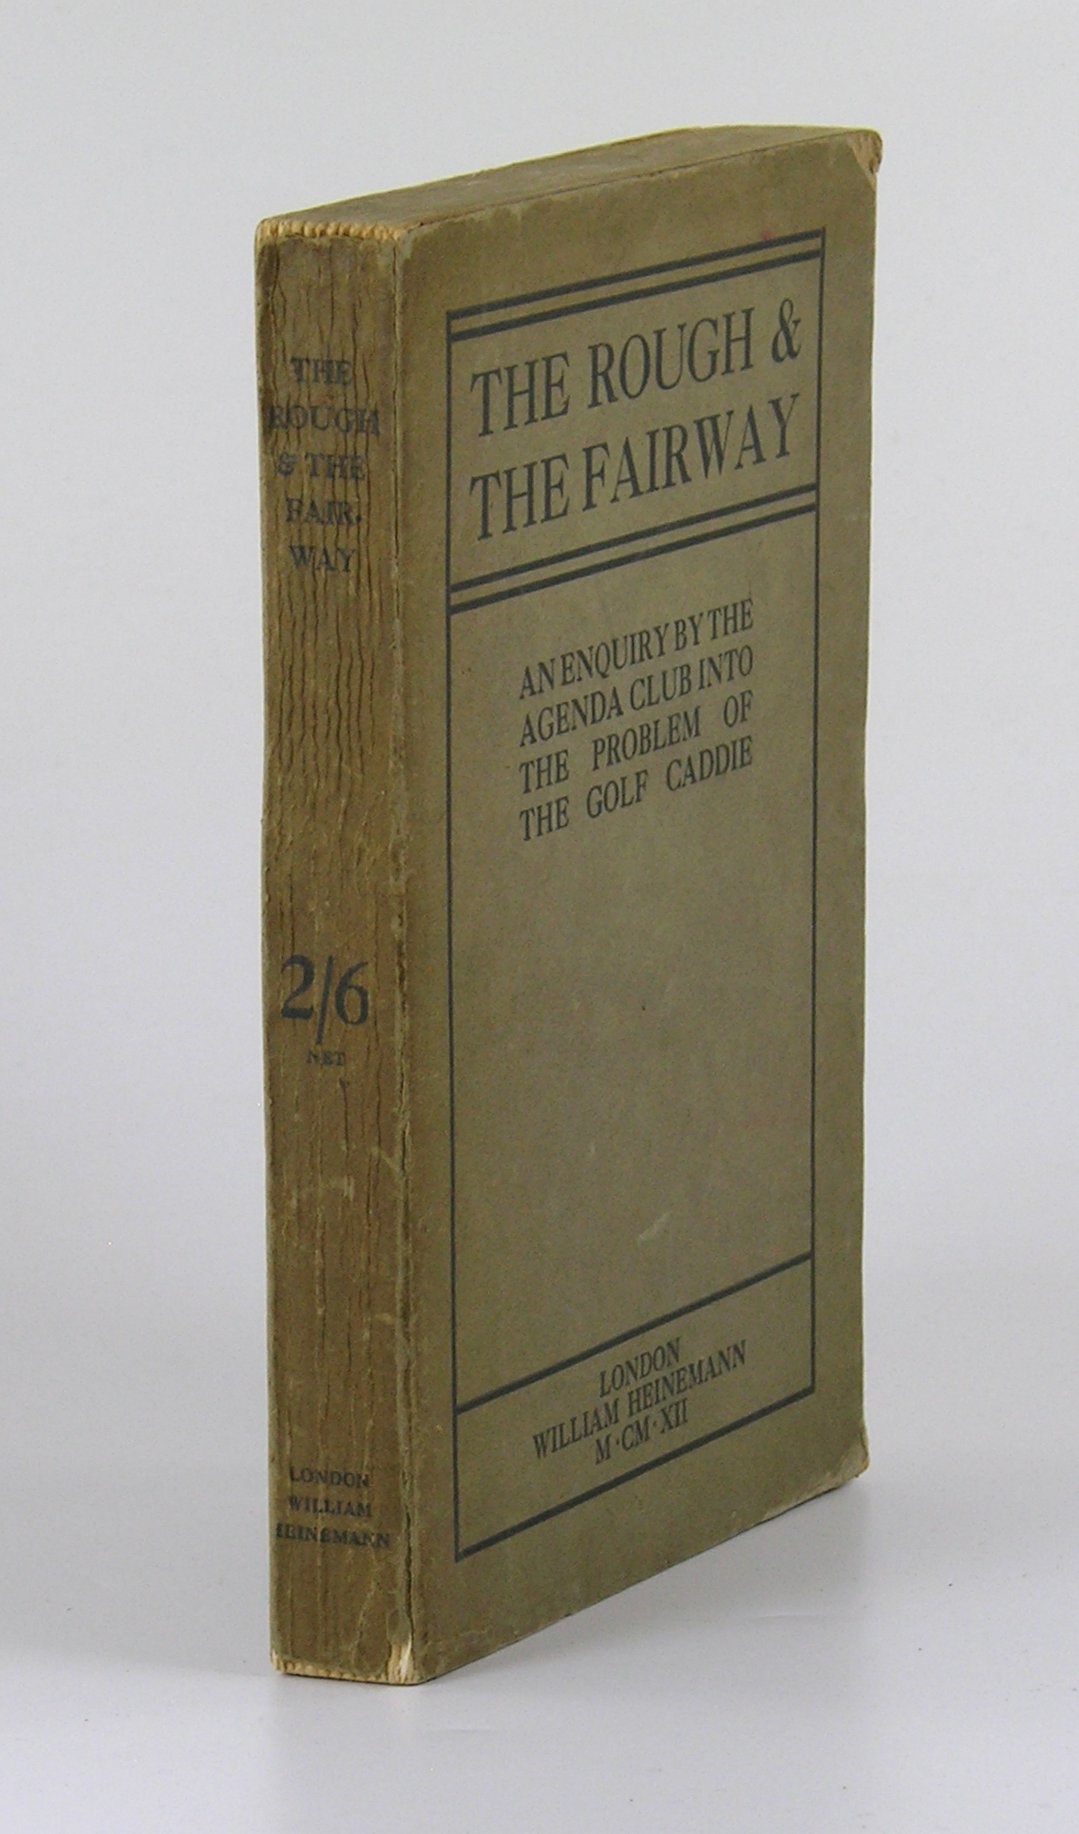 THE
ROUGH
& THE
FAIR-
WAY
2/6
NET
LONDON
WILLIAM
HEINEMANN
THE ROUGH &
THE FAIRWAY
AN ENQUIRY BY THE
AGENDA CLUB INTO
THE PROBLEM OF
THE GOLF CADDIE
LONDON
WILLIAM HEINEMANN
M·CM·XII